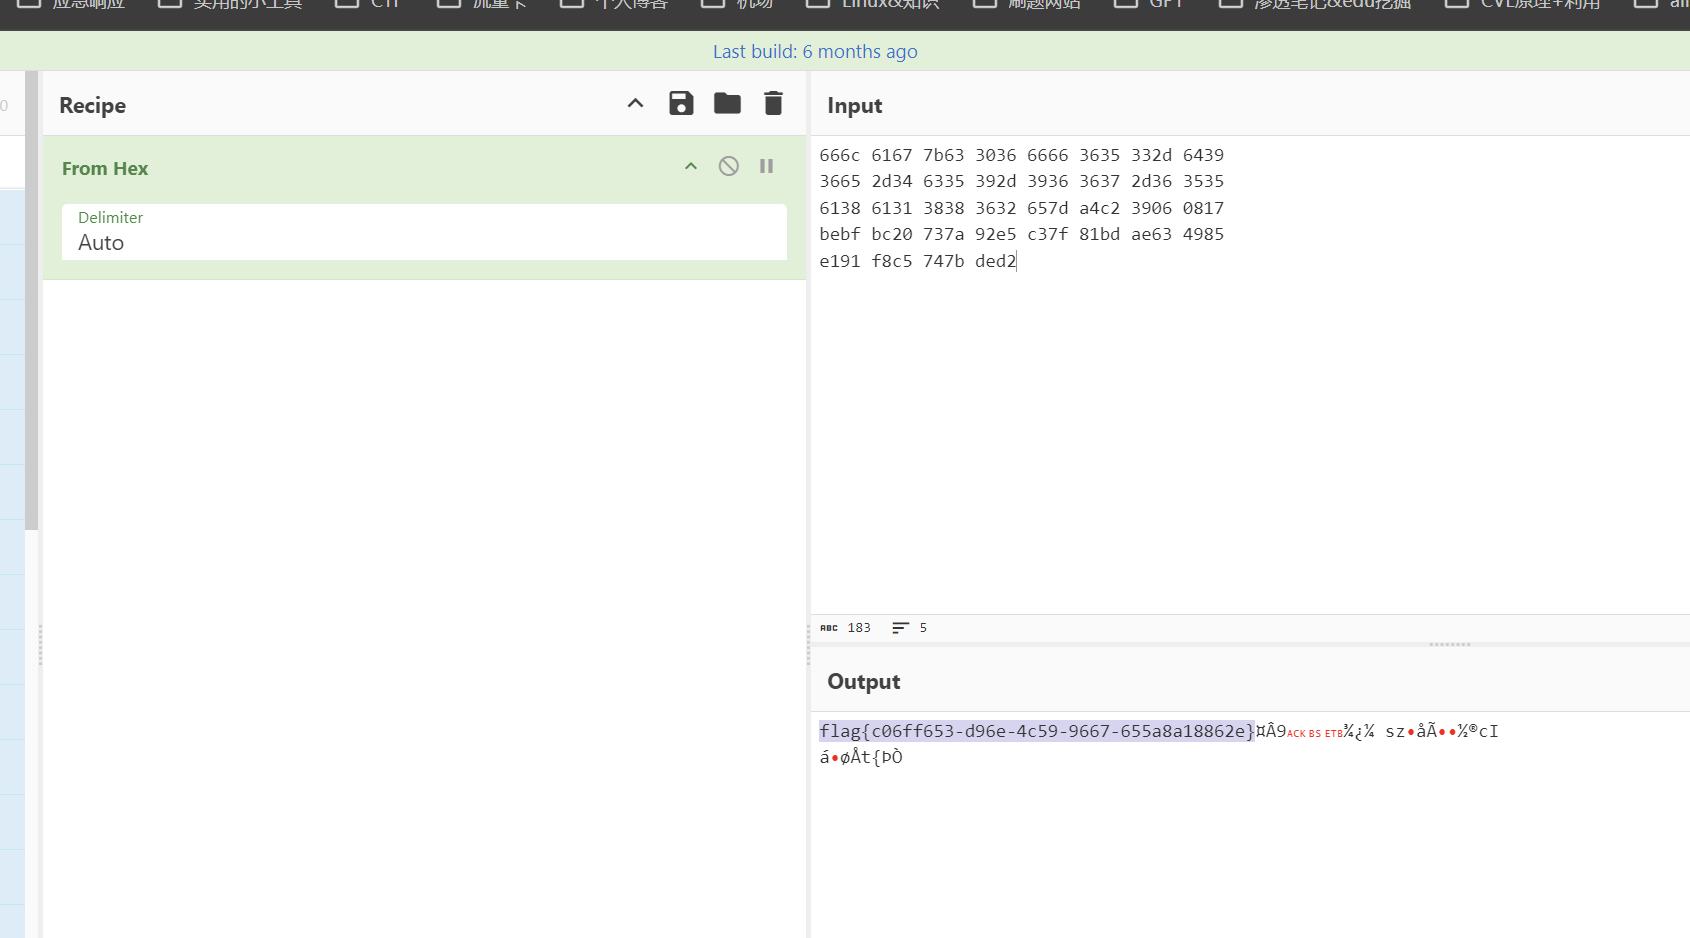 应急响应 实用的小工具 CTF 流量卡 个人博客 机场 Linux&知识 刷题网站 GPT 渗透笔记&edu挖掘 CVE原理+利用
Last build: 6 months ago
Recipe
From Hex
Delimiter
Auto
Input
666c 6167 7b63 3036 6666 3635 332d 6439
3665 2d34 6335 392d 3936 3637 2d36 3535
6138 6131 3838 3632 657d a4c2 3906 0817
bebf bc20 737a 92e5 c37f 81bd ae63 4985
e191 f8c5 747b ded2
ABC 183 5
Output
flag{c06ff653-d96e-4c59-9667-655a8a18862e}¤Â9ACK BS ETB¾¿¼ sz•åÃ••½®cI
á•øÅt{ÞÒ